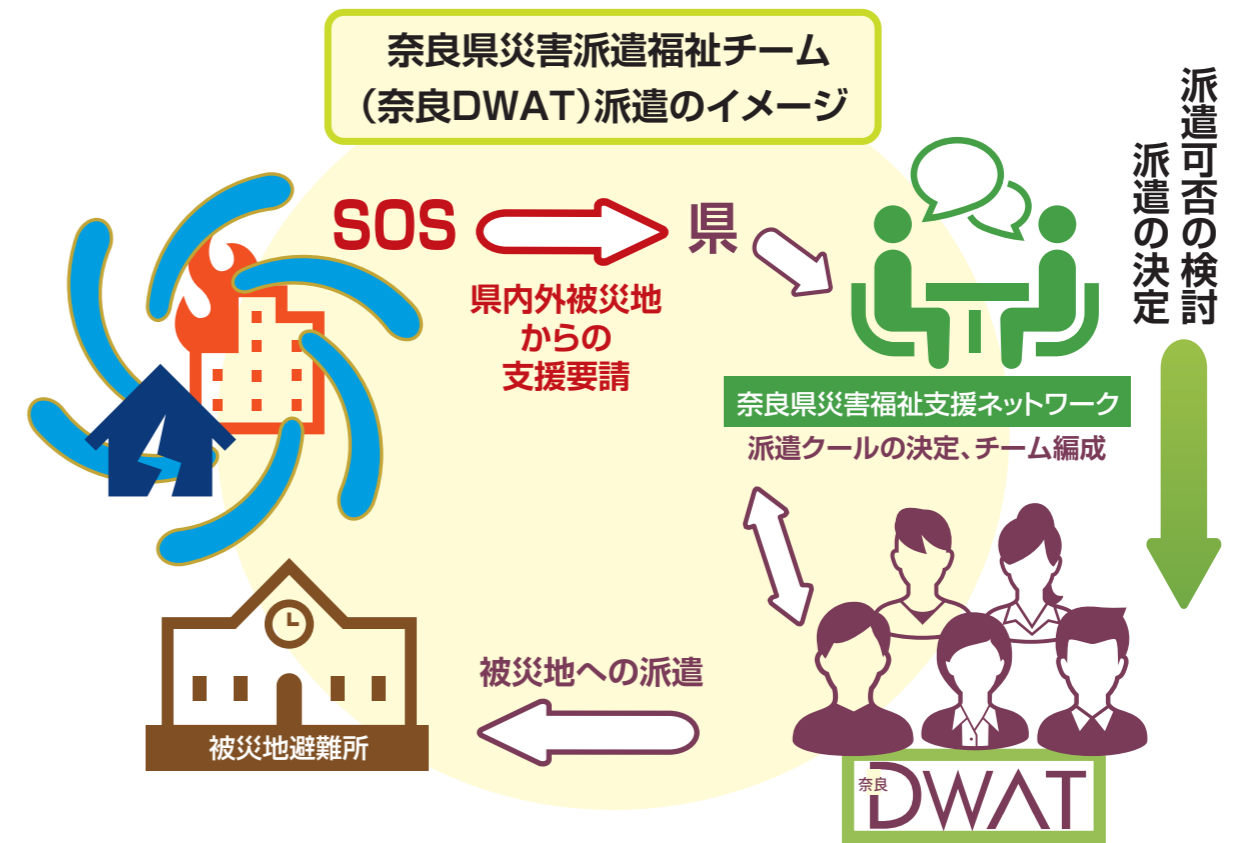 奈良県災害派遣福祉チーム
（奈良DWAT）派遣のイメージ
SOS
県
県内外被災地
からの
支援要請
派遣可否の検討
派遣の決定
奈良県災害福祉支援ネットワーク
派遣クールの決定、チーム編成
被災地への派遣
被災地避難所
奈良
DWAT